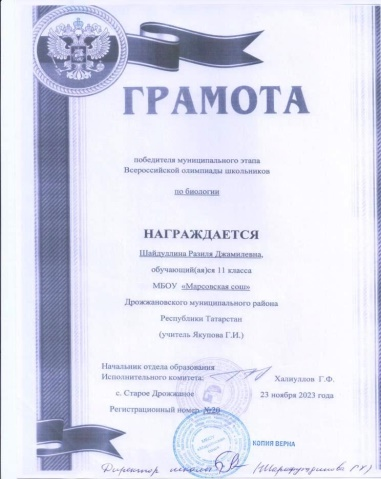 ГРАМОТА
победителя муниципального этапа
Всероссийской олимпиады школьников
по биологии
НАГРАЖДАЕТСЯ
Шайдуллина Разиля Джамилевна,
обучающий(ая)ся 11 класса
МБОУ «Марсовская сош»
Дрожжановского муниципального района
Республики Татарстан
(учитель Якупова Г.И.)
Начальник отдела образования
Исполнительного комитета: Халиуллов Г.Ф.
с. Старое Дрожжаное 23 ноября 2023 года
Регистрационный номер №20
КОПИЯ ВЕРНА
Директор школы